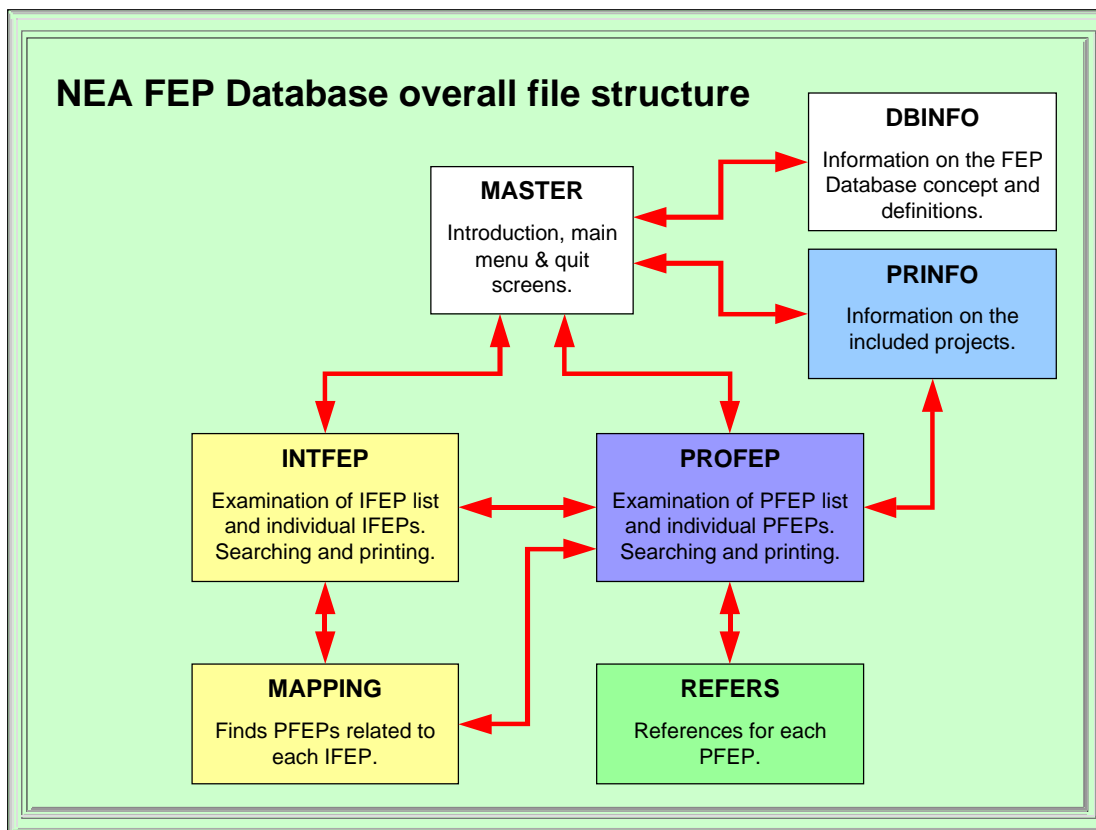 NEA FEP Database overall file structure
DBINFO
Information on the FEP
Database concept and
definitions.
MASTER
Introduction, main
menu & quit
screens.
PRINFO
Information on the
included projects.
INTFEP
Examination of IFEP list
and individual IFEPs.
Searching and printing.
PROFEP
Examination of PFEP list
and individual PFEPs.
Searching and printing.
MAPPING
Finds PFEPs related to
each IFEP.
REFERS
References for each
PFEP.